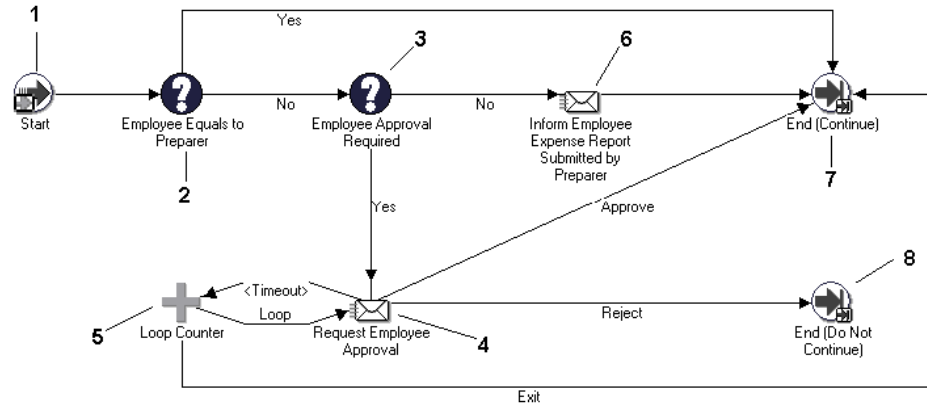 1
Yes
3
6
Start
No
No
Employee Equals to
Preparer
Employee Approval
Required
Inform Employee
Expense Report
Submitted by
Preparer
End (Continue)
2
7
Yes
Approve
8
<Timeout>
Loop
5
Loop Counter
Request Employee
Approval
4
Reject
End (Do Not
Continue)
Exit